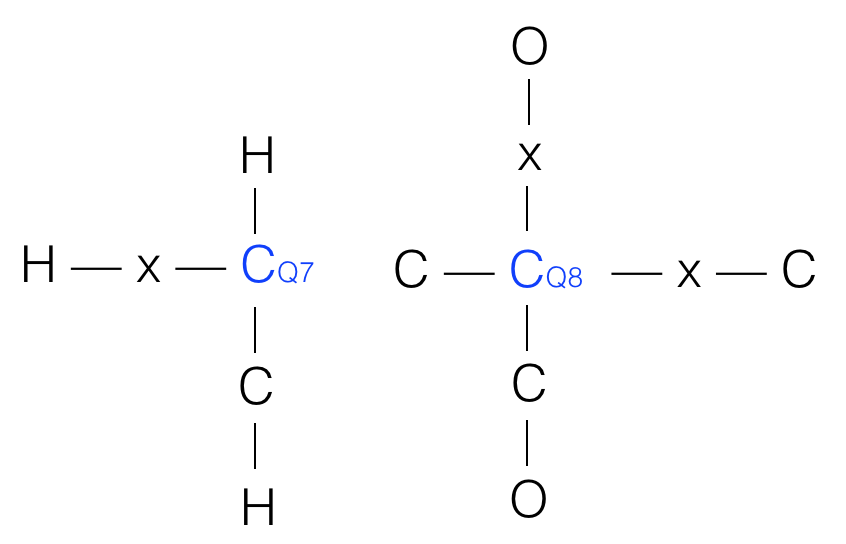 O
H
x
H — x — CQ7
C — CQ8 — x — C
C
C
H
O